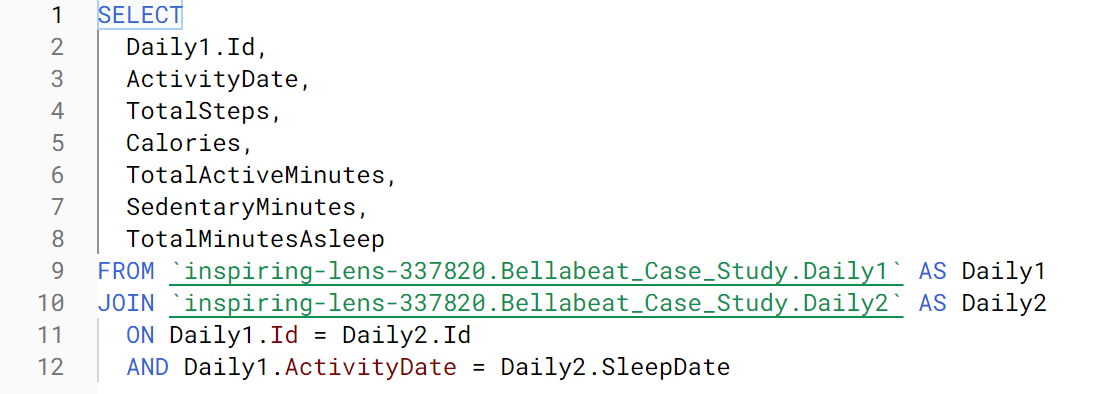 1 SELECT
2 Daily1.Id,
3 ActivityDate,
4 TotalSteps,
5 Calories,
6 TotalActiveMinutes,
7 SedentaryMinutes,
8 TotalMinutesAsleep
9 FROM `inspiring-lens-337820.Bellabeat_Case_Study.Daily1` AS Daily1
10 JOIN `inspiring-lens-337820.Bellabeat_Case_Study.Daily2` AS Daily2
11 ON Daily1.Id = Daily2.Id
12 AND Daily1.ActivityDate = Daily2.SleepDate